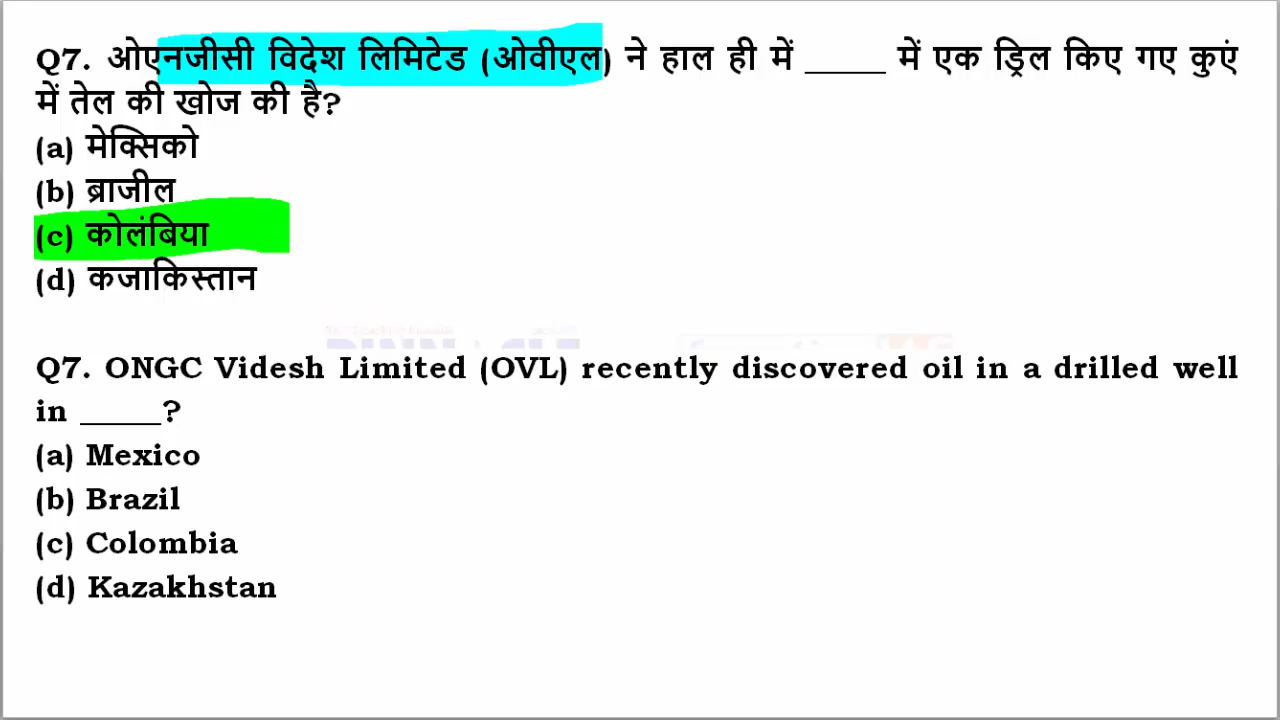 Q7. ओएनजीसी विदेश लिमिटेड (ओवीएल) ने हाल ही में _____ में एक ड्रिल किए गए कुएं
में तेल की खोज की है?
(a) मेक्सिको
(b) ब्राजील
(c) कोलंबिया
(d) कजाकिस्तान
Q7. ONGC Videsh Limited (OVL) recently discovered oil in a drilled well
in _____?
(a) Mexico
(b) Brazil
(c) Colombia
(d) Kazakhstan